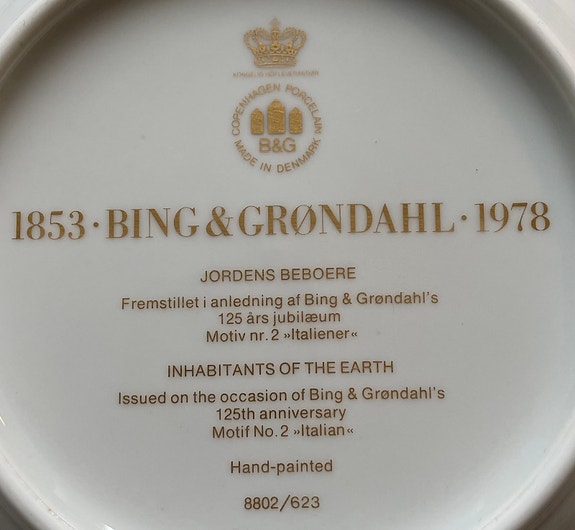 KONGELIG HOFLEVERANDØR
COPENHAGEN PORCELAIN
B&G
MADE IN DENMARK
1853 · BING & GRØNDAHL · 1978
JORDENS BEBOERE
Fremstillet i anledning af Bing & Grøndahl's
125 års jubilæum
Motiv nr. 2 »Italiener«
INHABITANTS OF THE EARTH
Issued on the occasion of Bing & Grøndahl's
125th anniversary
Motif No. 2 »Italian«
Hand-painted
8802/623